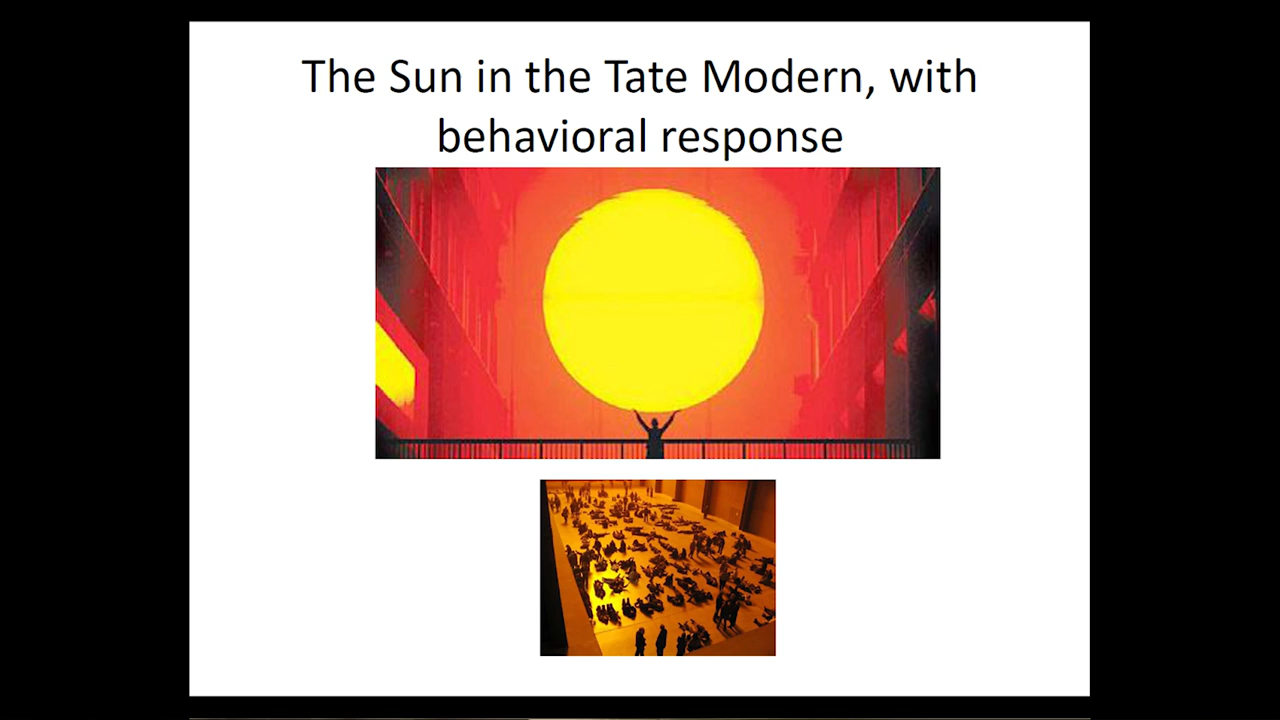 The Sun in the Tate Modern, with
behavioral response